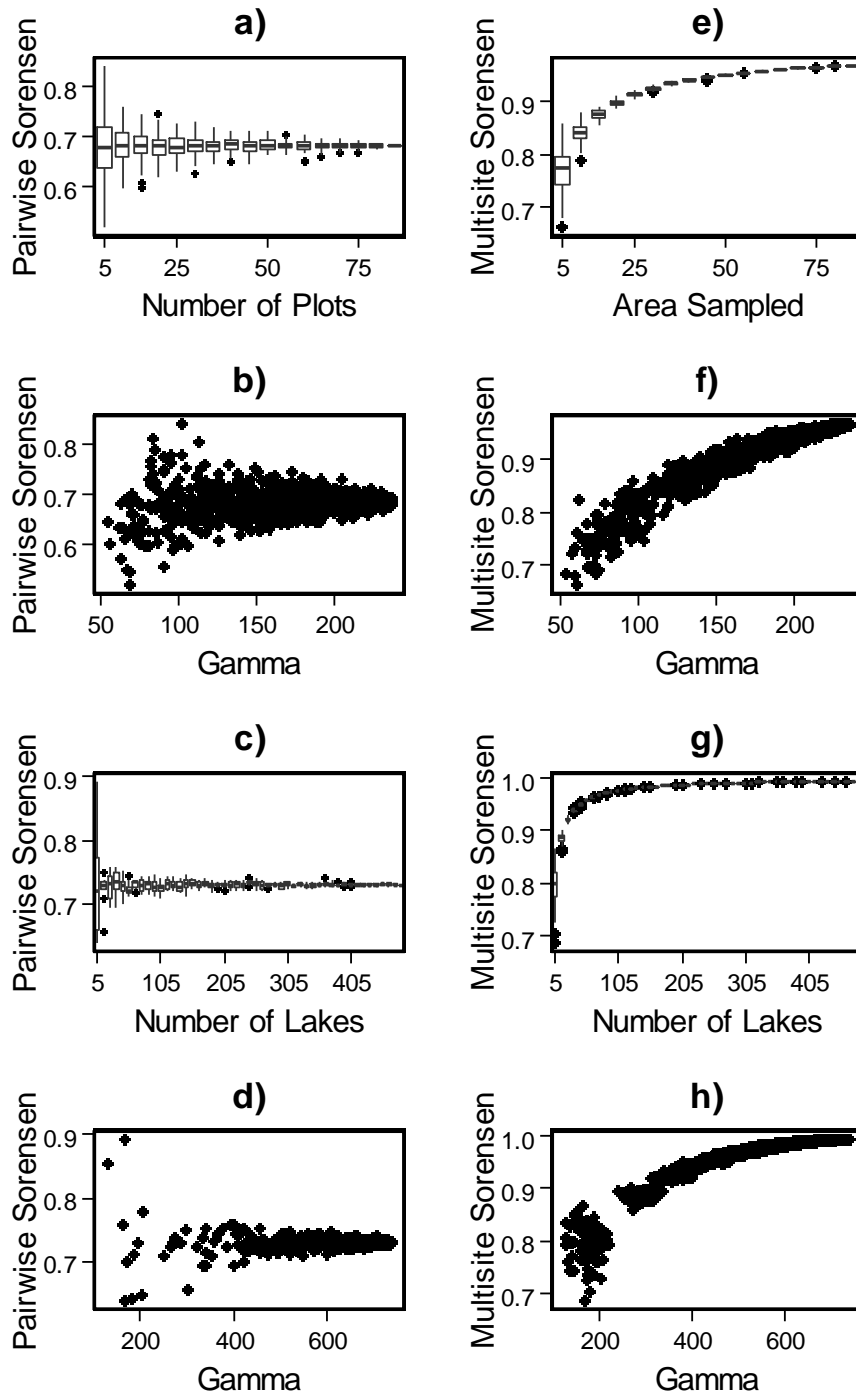 a)
Pairwise Sorensen
0.8
0.7
0.6
5 25 50 75
Number of Plots
e)
Multisite Sorensen
0.9
0.8
0.7
5 25 50 75
Area Sampled
b)
Pairwise Sorensen
0.8
0.7
0.6
50 100 150 200
Gamma
f)
Multisite Sorensen
0.9
0.8
0.7
50 100 150 200
Gamma
c)
Pairwise Sorensen
0.9
0.8
0.7
5 105 205 305 405
Number of Lakes
g)
Multisite Sorensen
1.0
0.9
0.8
0.7
5 105 205 305 405
Number of Lakes
d)
Pairwise Sorensen
0.9
0.8
0.7
200 400 600
Gamma
h)
Multisite Sorensen
1.0
0.9
0.8
0.7
200 400 600
Gamma